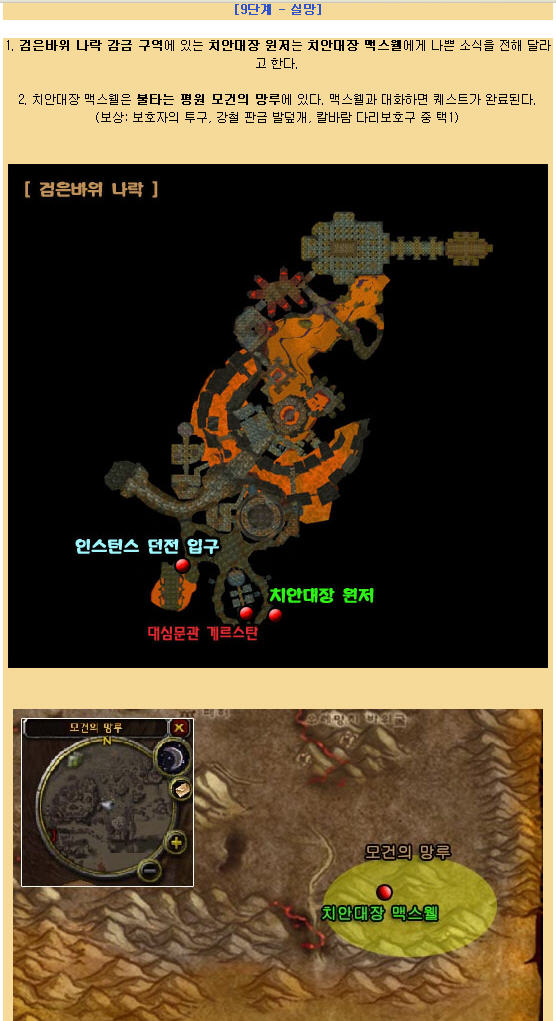 [9단계 - 실망]
1. 검은바위 나락 감금 구역에 있는 치안대장 윈저는 치안대장 맥스웰에게 나쁜 소식을 전해 달라
고 한다.
2. 치안대장 맥스웰은 불타는 평원 모건의 망루에 있다. 맥스웰과 대화하면 퀘스트가 완료된다.
(보상: 보호자의 투구, 강철 판금 발덮개, 칼바람 다리보호구 중 택1)
[ 검은바위 나락 ]
인스턴스 던전 입구
치안대장 윈저
대심문관 게르스탄
모건의 망루
N
모건의 망루
치안대장 맥스웰